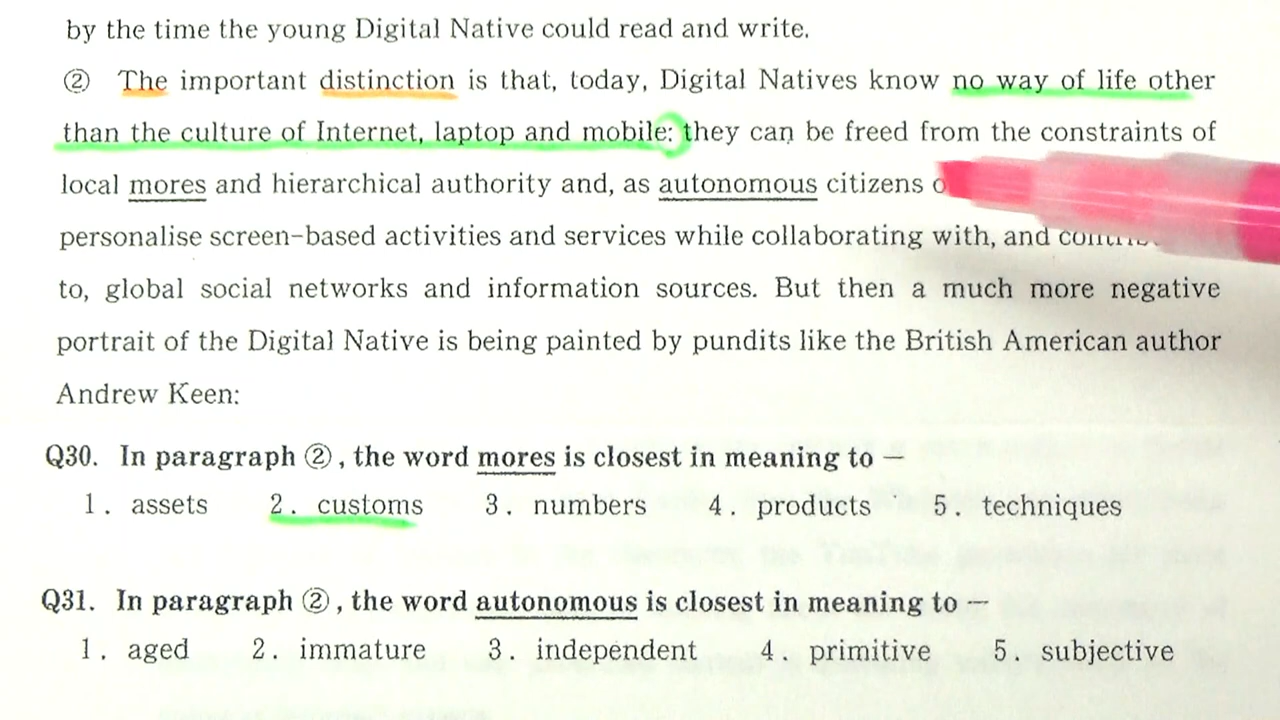 by the time the young Digital Native could read and write.
② The important distinction is that, today, Digital Natives know no way of life other
than the culture of Internet, laptop and mobile: they can be freed from the constraints of
local mores and hierarchical authority and, as autonomous citizens
personalise screen-based activities and services while collaborating with, and
to, global social networks and information sources. But then a much more negative
portrait of the Digital Native is being painted by pundits like the British American author
Andrew Keen:
Q30. In paragraph ②, the word mores is closest in meaning to —
1. assets 2. customs 3. numbers 4. products 5. techniques
Q31. In paragraph ②, the word autonomous is closest in meaning to —
1. aged 2. immature 3. independent 4. primitive 5. subjective